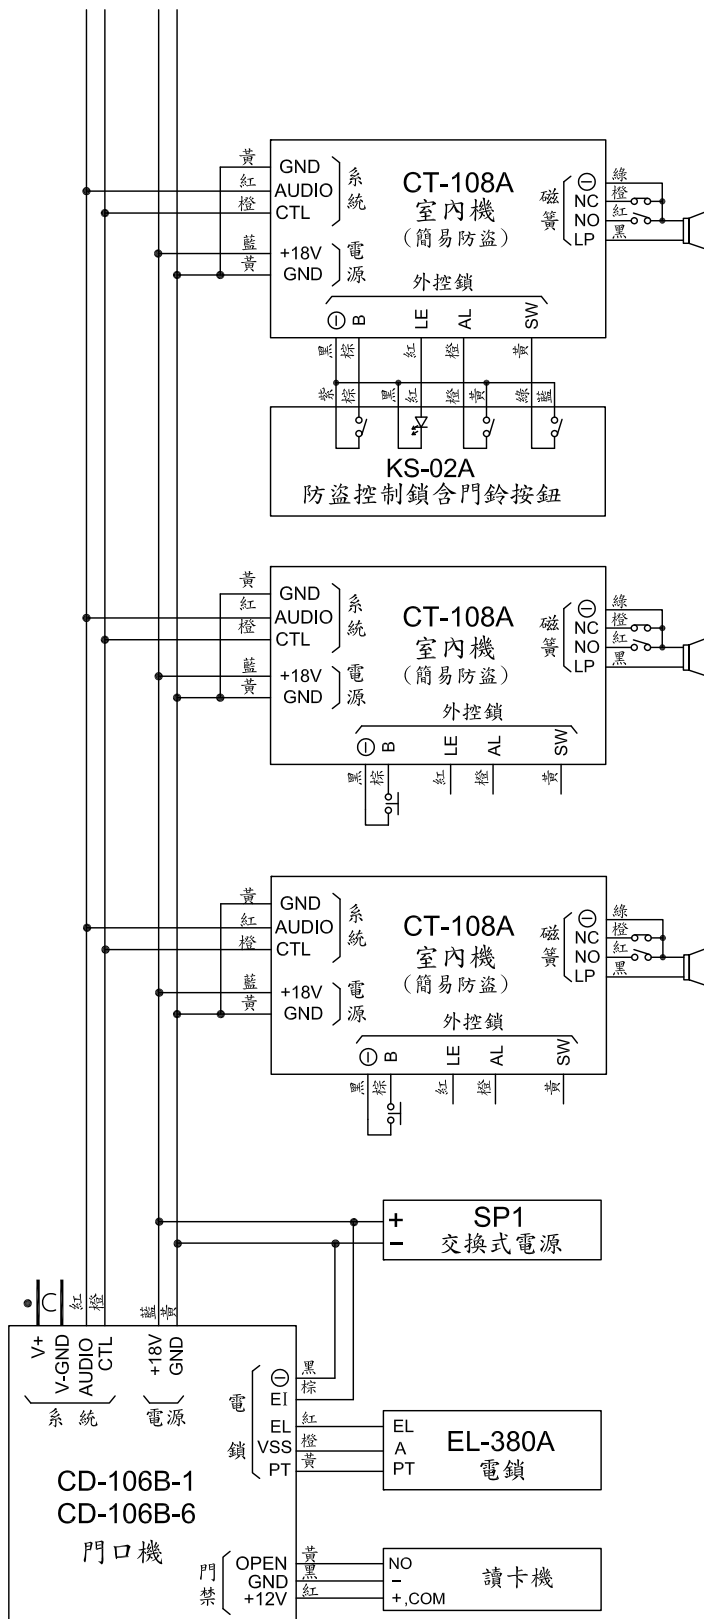 黃 GND
紅 AUDIO
橙 CTL
系統
藍 +18V
黃 GND
電源
CT-108A
室內機
(簡易防盜)
磁簧
⊖ 綠
NC 橙
NO 紅
LP 黑
外控鎖
⊖ B LE AL SW
黑 棕 紅 橙 黃
紫 棕 黑 紅 橙 黃 綠 藍
KS-02A
防盜控制鎖含門鈴按鈕
黃 GND
紅 AUDIO
橙 CTL
系統
藍 +18V
黃 GND
電源
CT-108A
室內機
(簡易防盜)
磁簧
⊖ 綠
NC 橙
NO 紅
LP 黑
外控鎖
⊖ B LE AL SW
黑 棕 紅 橙 黃
黃 GND
紅 AUDIO
橙 CTL
系統
藍 +18V
黃 GND
電源
CT-108A
室內機
(簡易防盜)
磁簧
⊖ 綠
NC 橙
NO 紅
LP 黑
外控鎖
⊖ B LE AL SW
黑 棕 紅 橙 黃
+ SP1
- 交換式電源
C 紅 橙 藍 黃
V+ V-GND AUDIO CTL +18V GND
系統 電源
電鎖
⊖ 黑
EI 棕
EL 紅 EL
VSS 橙 A
PT 黃 PT
EL-380A
電鎖
CD-106B-1
CD-106B-6
門口機
門禁
OPEN 黃 NO
GND 黑 -
+12V 紅 +,COM
讀卡機